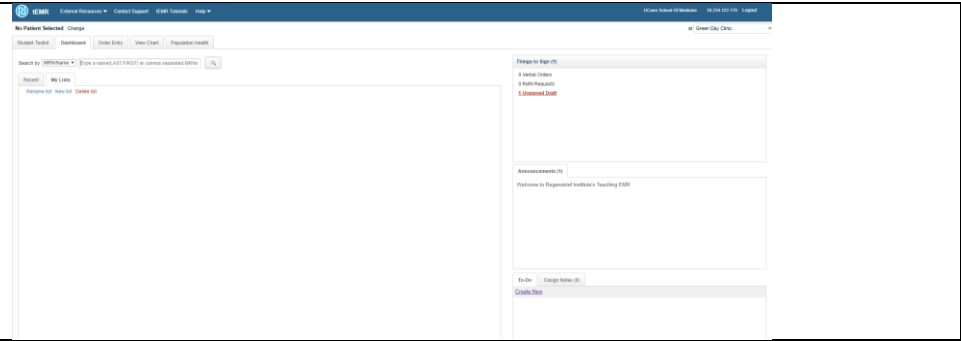 tEMR External Resources Contact Support tEMR Tutorials Help UConn School Of Medicine Logout
No Patient Selected Change at Green Day Clinic
Student Toolkit Dashboard Order Entry View Chart Population Health
Search by MRN/Name Type a name(LAST,FIRST) or comma separated MRNs
Recent My Lists
Rename list New list Delete list
Things to Sign (1)
0 Verbal Orders
0 Refill Requests
1 Unsigned Draft
Announcements (1)
Welcome to Regenstrief Institute's Teaching EMR
To-Do Cosign Notes (0)
Create New